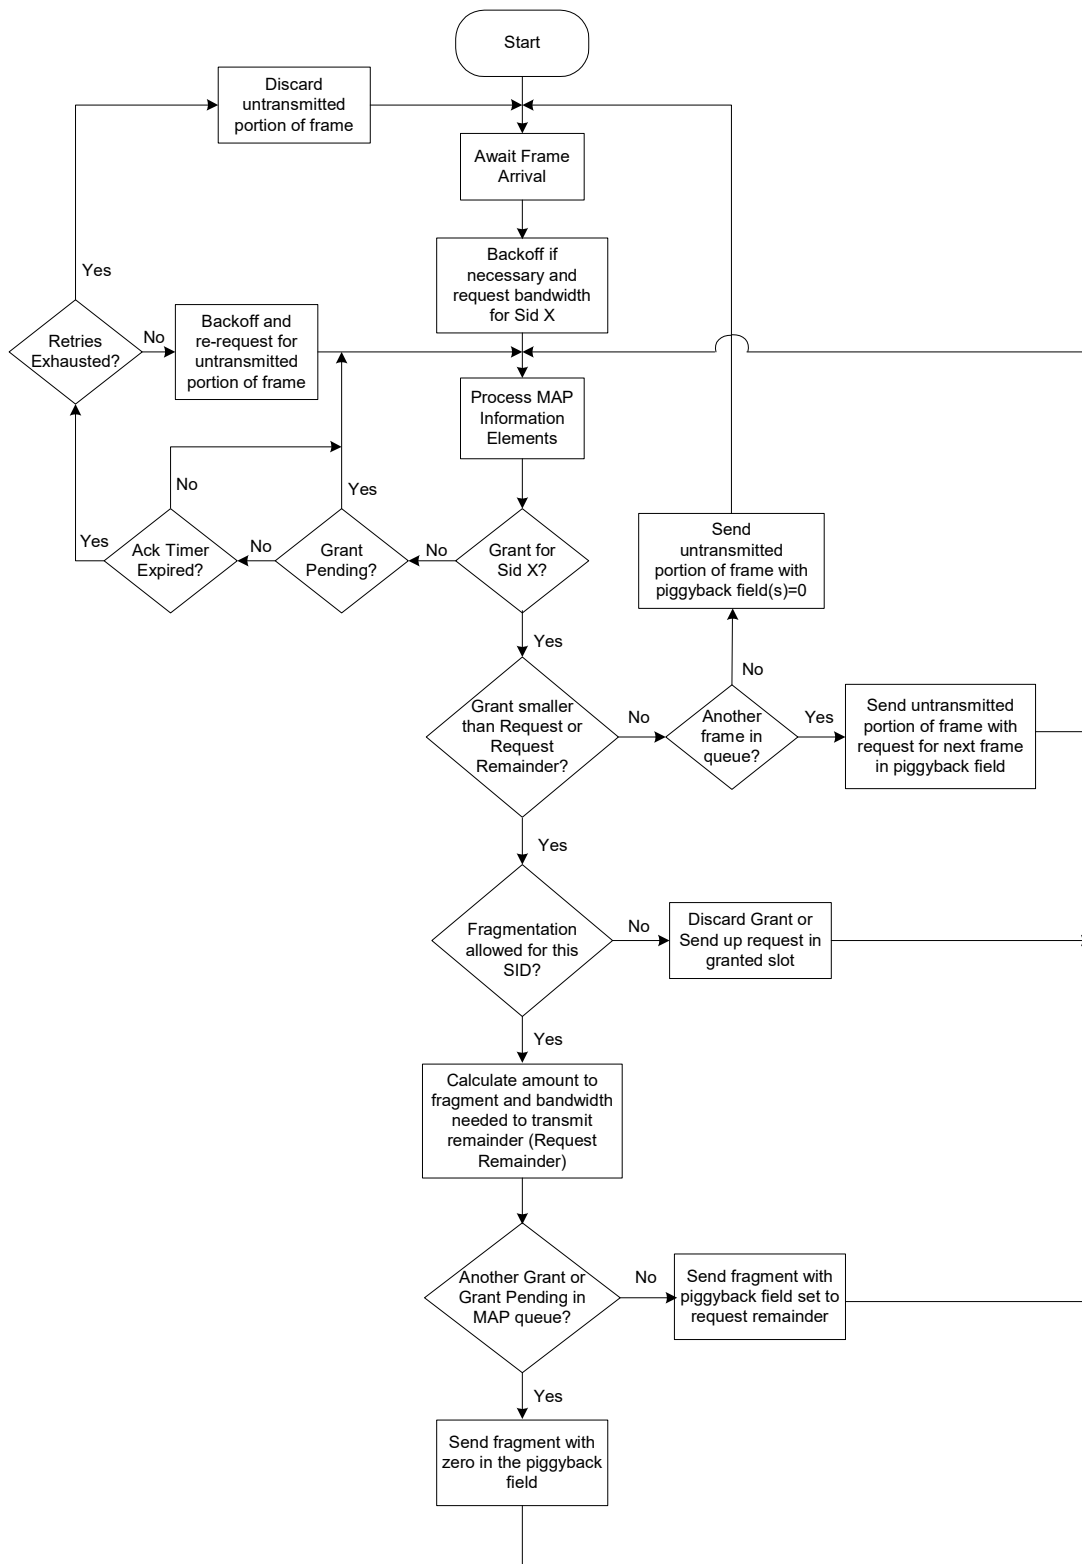 Start
Discard
untransmitted
portion of frame
Await Frame
Arrival
Backoff if
necessary and
request bandwidth
for Sid X
Yes
Retries
Exhausted?
No
Backoff and
re-request for
untransmitted
portion of frame
Process MAP
Information
Elements
No
Yes
Yes
Ack Timer
Expired?
No
Grant
Pending?
No
Grant for
Sid X?
Send
untransmitted
portion of frame with
piggyback field(s)=0
Yes
No
Grant smaller
than Request or
Request
Remainder?
No
Another
frame in
queue?
Yes
Send untransmitted
portion of frame with
request for next frame
in piggyback field
Yes
Fragmentation
allowed for this
SID?
No
Discard Grant or
Send up request in
granted slot
Yes
Calculate amount to
fragment and bandwidth
needed to transmit
remainder (Request
Remainder)
Another Grant or
Grant Pending in
MAP queue?
No
Send fragment with
piggyback field set to
request remainder
Yes
Send fragment with
zero in the piggyback
field